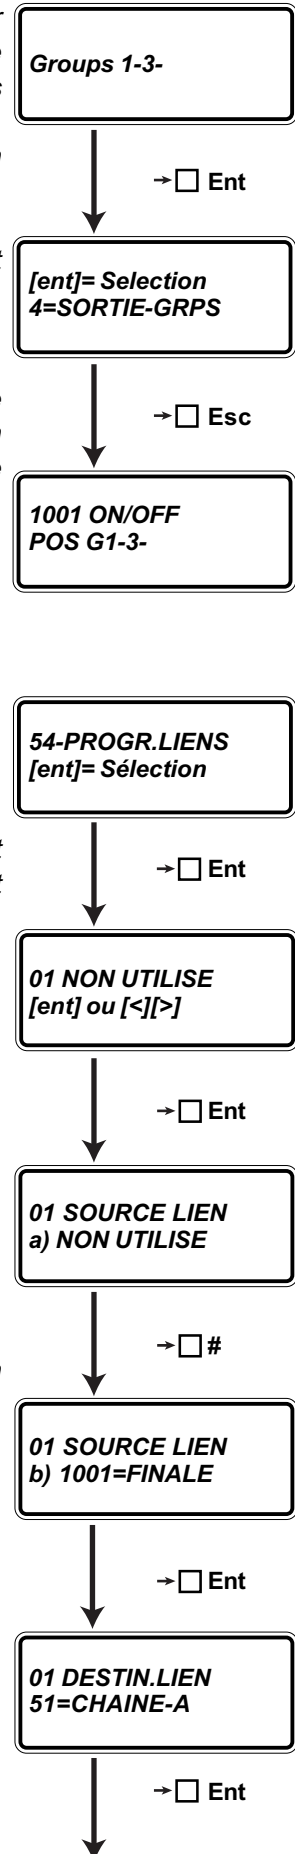 Groups 1-3-
→□ Ent
[ent]= Selection
4=SORTIE-GRPS
→□ Esc
1001 ON/OFF
POS G1-3-
54-PROGR.LIENS
[ent]= Sélection
→□ Ent
01 NON UTILISE
[ent] ou [<][>]
→□ Ent
01 SOURCE LIEN
a) NON UTILISE
→□ #
01 SOURCE LIEN
b) 1001=FINALE
→□ Ent
01 DESTIN.LIEN
51=CHAINE-A
→□ Ent